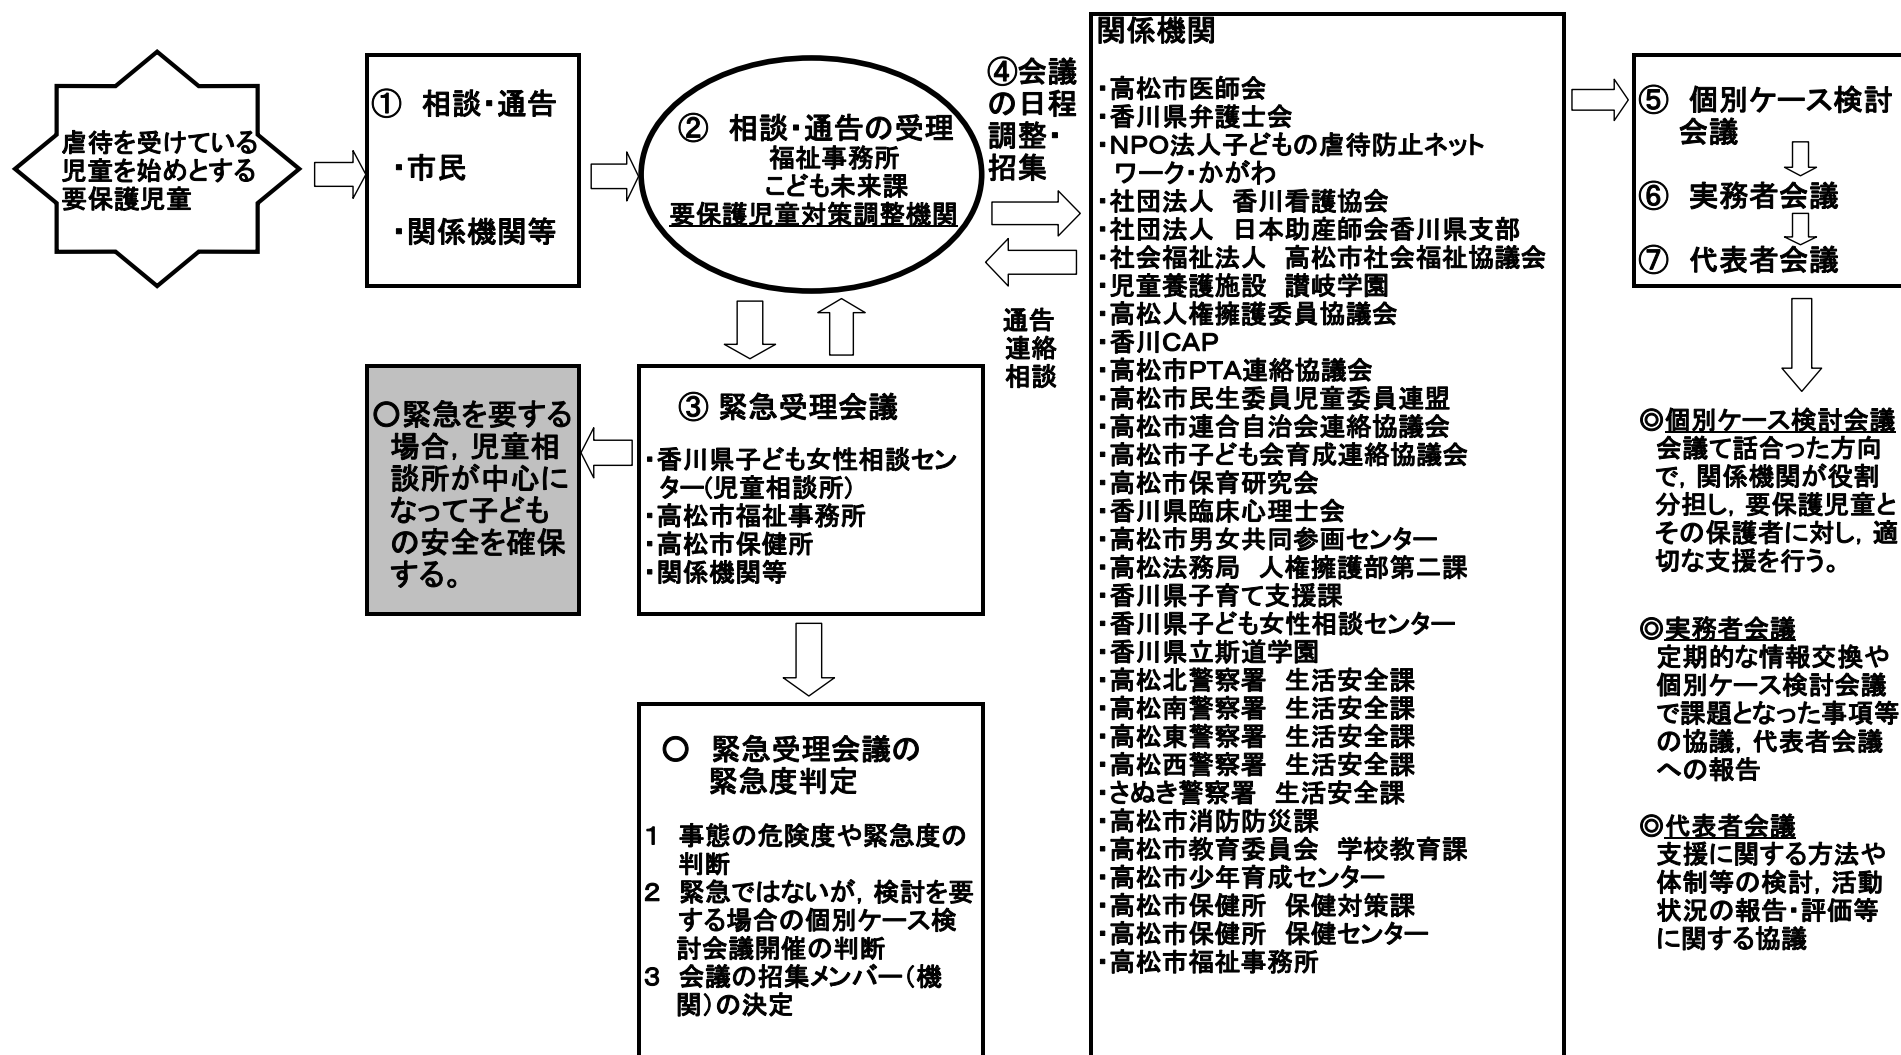 虐待を受けている
児童を始めとする
要保護児童
① 相談・通告
・市民
・関係機関等
② 相談・通告の受理
福祉事務所
こども未来課
要保護児童対策調整機関
④会議
の日程
調整・
招集
通告
連絡
相談
○緊急を要する
場合，児童相
談所が中心に
なって子ども
の安全を確保
する。
③ 緊急受理会議
・香川県子ども女性相談セン
ター(児童相談所)
・高松市福祉事務所
・高松市保健所
・関係機関等
○ 緊急受理会議の
緊急度判定
1 事態の危険度や緊急度の
判断
2 緊急ではないが，検討を要
する場合の個別ケース検
討会議開催の判断
3 会議の招集メンバー（機
関）の決定
関係機関
・高松市医師会
・香川県弁護士会
・NPO法人子どもの虐待防止ネット
ワーク・かがわ
・社団法人 香川看護協会
・社団法人 日本助産師会香川県支部
・社会福祉法人 高松市社会福祉協議会
・児童養護施設 讃岐学園
・高松人権擁護委員協議会
・香川CAP
・高松市PTA連絡協議会
・高松市民生委員児童委員連盟
・高松市連合自治会連絡協議会
・高松市子ども会育成連絡協議会
・高松市保育研究会
・香川県臨床心理士会
・高松市男女共同参画センター
・高松法務局 人権擁護部第二課
・香川県子育て支援課
・香川県子ども女性相談センター
・香川県立斯道学園
・高松北警察署 生活安全課
・高松南警察署 生活安全課
・高松東警察署 生活安全課
・高松西警察署 生活安全課
・さぬき警察署 生活安全課
・高松市消防防災課
・高松市教育委員会 学校教育課
・高松市少年育成センター
・高松市保健所 保健対策課
・高松市保健所 保健センター
・高松市福祉事務所
⑤ 個別ケース検討
会議
⑥ 実務者会議
⑦ 代表者会議
◎個別ケース検討会議
会議て話合った方向
で，関係機関が役割
分担し，要保護児童と
その保護者に対し，適
切な支援を行う。
◎実務者会議
定期的な情報交換や
個別ケース検討会議
で課題となった事項等
の協議，代表者会議
への報告
◎代表者会議
支援に関する方法や
体制等の検討，活動
状況の報告・評価等
に関する協議